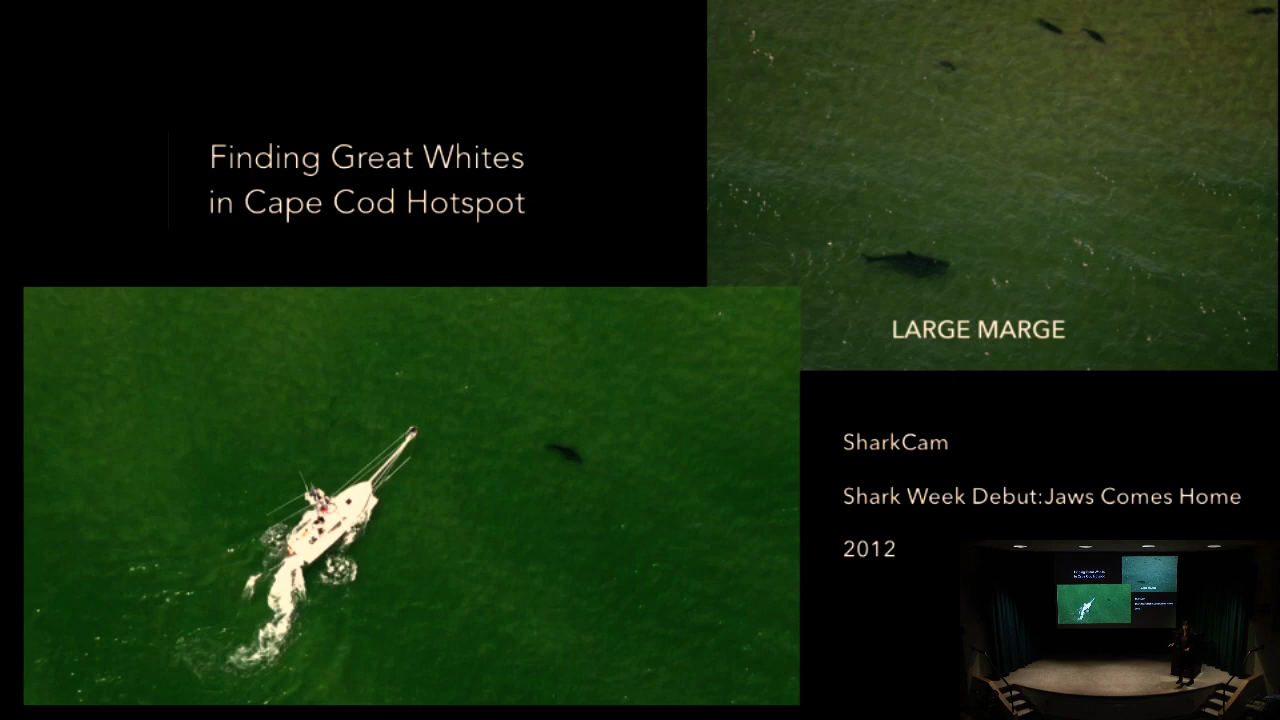 Finding Great Whites
in Cape Cod Hotspot
LARGE MARGE
SharkCam
Shark Week Debut:Jaws Comes Home
2012